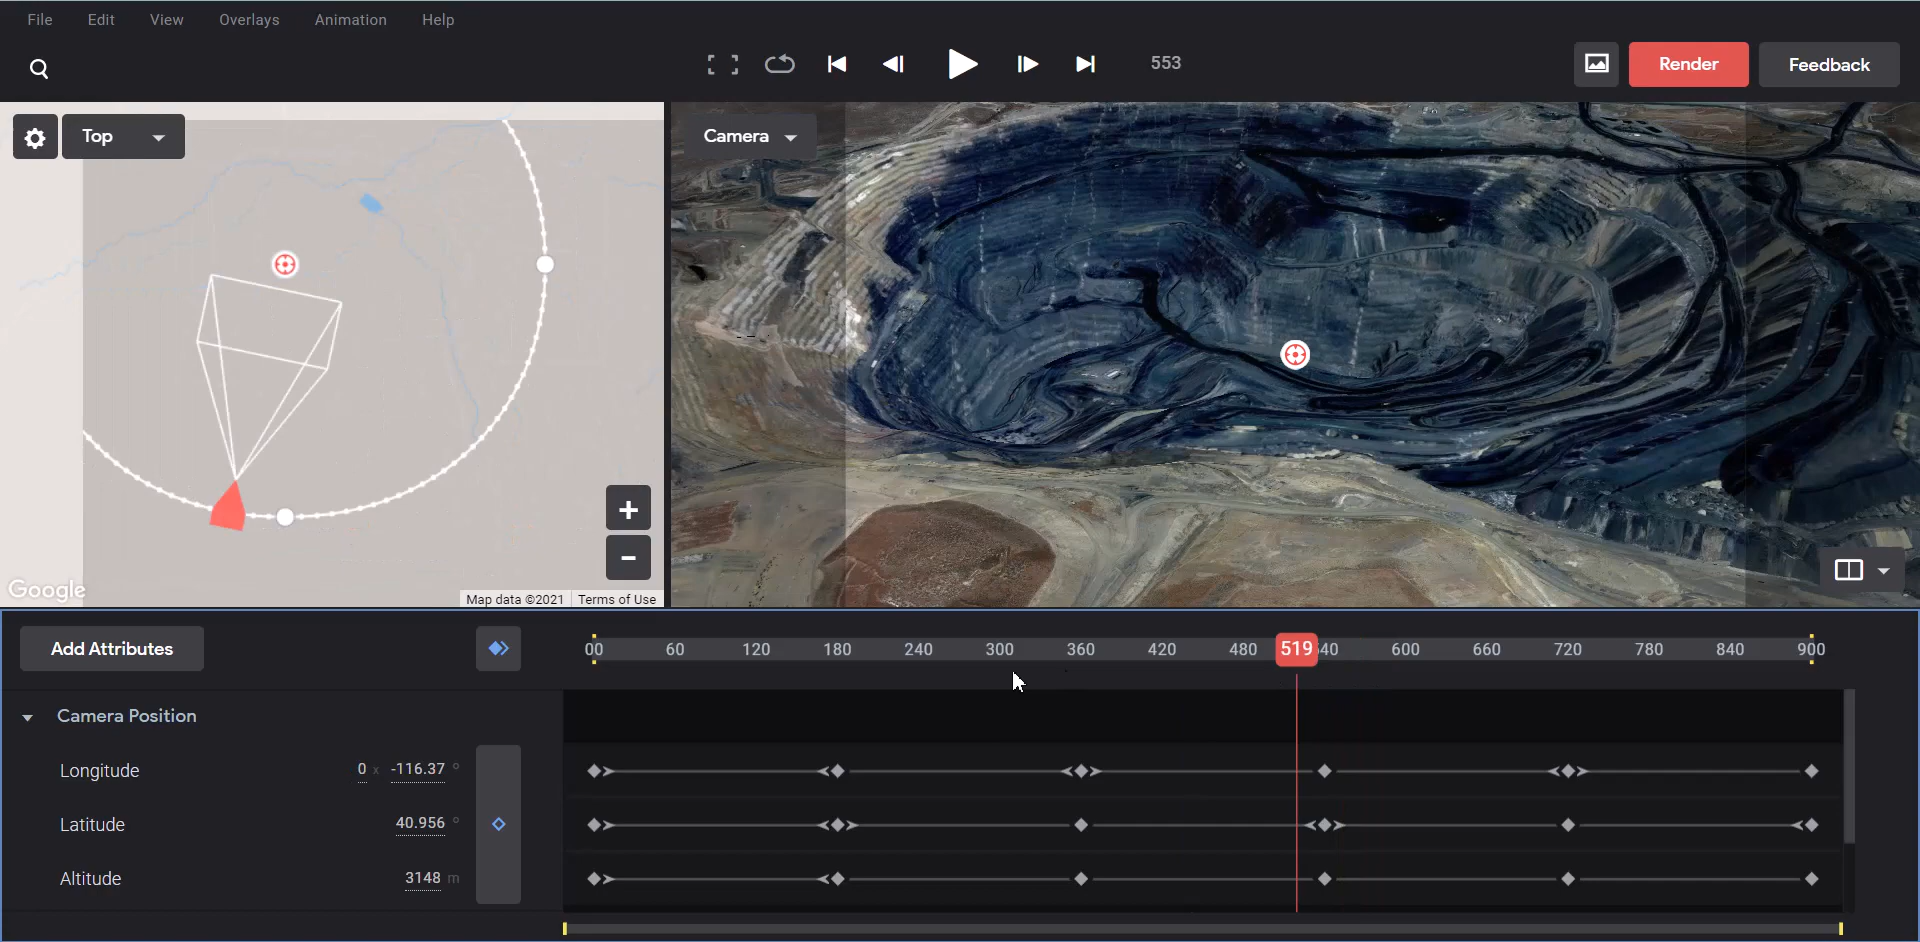 File Edit View Overlays Animation Help
553
Render
Feedback
Top
Camera
+
-
Google
Map data ©2021 Terms of Use
Add Attributes
00 60 120 180 240 300 360 420 480 519 40 600 660 720 780 840 900
Camera Position
Longitude 0 x -116.37 °
Latitude 40.956 °
Altitude 3148 m